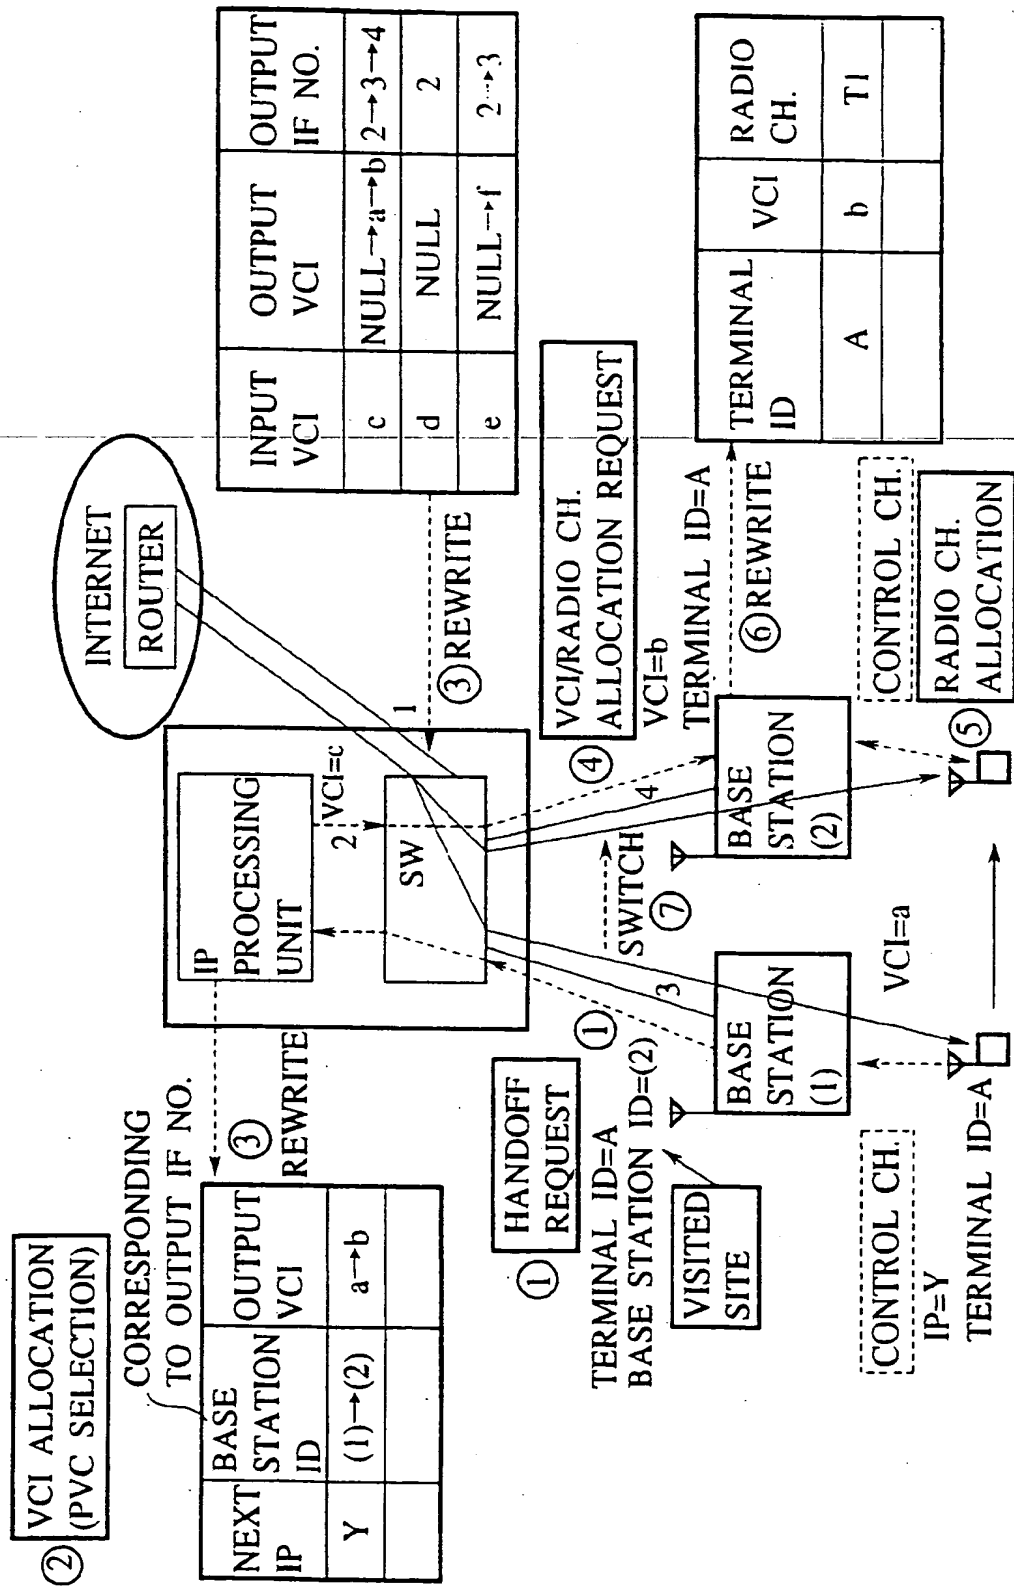 ② VCI ALLOCATION
(PVC SELECTION)
CORRESPONDING
TO OUTPUT IF NO.
NEXT IP | BASE STATION ID | OUTPUT VCI
Y | (1)→(2) | a→b
③
REWRITE
INTERNET
ROUTER
IP
PROCESSING
UNIT
SW
2
VCI=c
1
③REWRITE
INPUT VCI | OUTPUT VCI | OUTPUT IF NO.
c | NULL→a→b | 2→3→4
d | NULL | 2
e | NULL→f | 2→3
① HANDOFF
REQUEST
TERMINAL ID=A
BASE STATION ID=(2)
VISITED
SITE
①
3
SWITCH
⑦
4
④
VCI/RADIO CH.
ALLOCATION REQUEST
VCI=b
TERMINAL ID=A
⑥REWRITE
TERMINAL ID | VCI | RADIO CH.
A | b | T1
BASE
STATION
(1)
BASE
STATION
(2)
CONTROL CH.
IP=Y
TERMINAL ID=A
VCI=a
CONTROL CH.
⑤
RADIO CH.
ALLOCATION